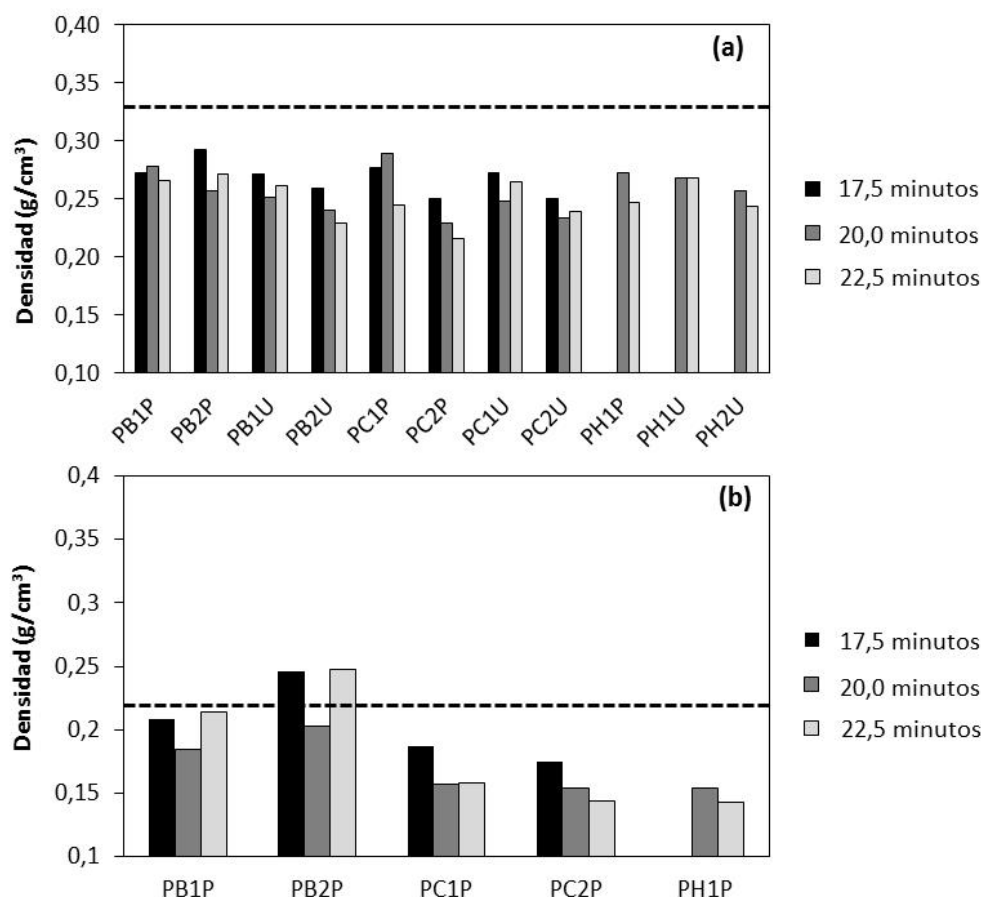 (a)
Densidad (g/cm³)
0,40
0,35
0,30
0,25
0,20
0,15
0,10
PB1P PB2P PB1U PB2U PC1P PC2P PC1U PC2U PH1P PH1U PH2U
17,5 minutos
20,0 minutos
22,5 minutos
(b)
Densidad (g/cm³)
0,4
0,35
0,3
0,25
0,2
0,15
0,1
PB1P PB2P PC1P PC2P PH1P
17,5 minutos
20,0 minutos
22,5 minutos